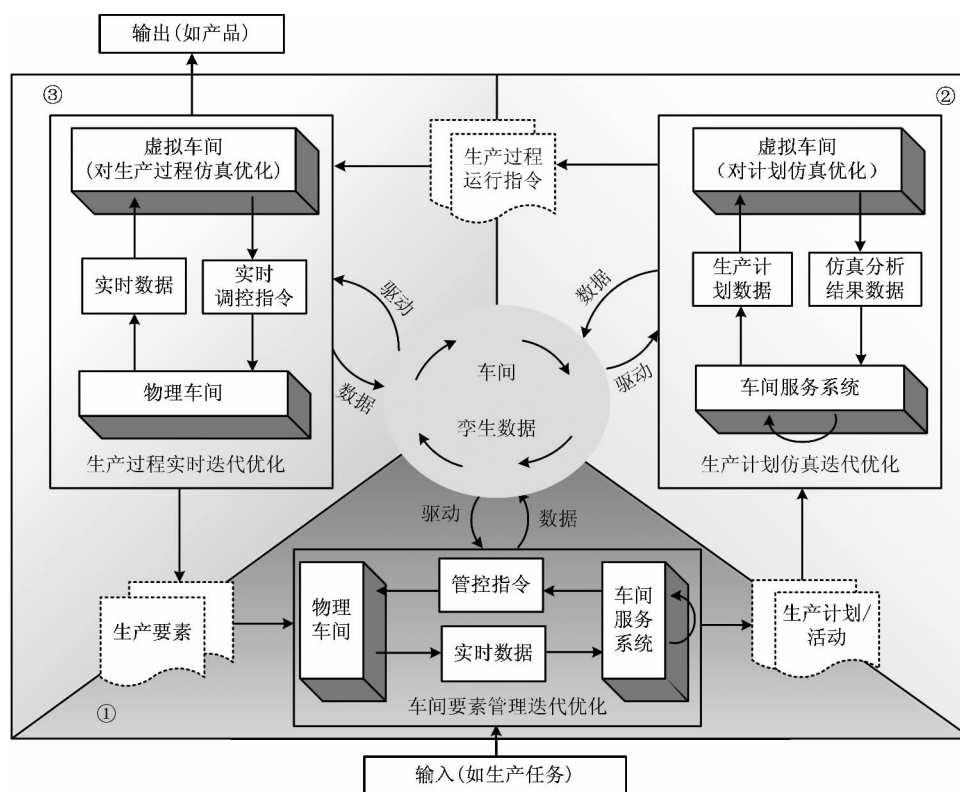 输出(如产品)
③
虚拟车间
(对生产过程仿真优化)
实时数据
实时
调控指令
物理车间
生产过程实时迭代优化
生产过程
运行指令
②
虚拟车间
(对计划仿真优化)
生产计
划数据
仿真分析
结果数据
车间服务系统
生产计划仿真迭代优化
驱动
数据
数据
驱动
车间
孪生数据
驱动
数据
生产要素
①
物理
车间
管控指令
实时数据
车间
服务
系统
车间要素管理迭代优化
生产计划/
活动
输入(如生产任务)